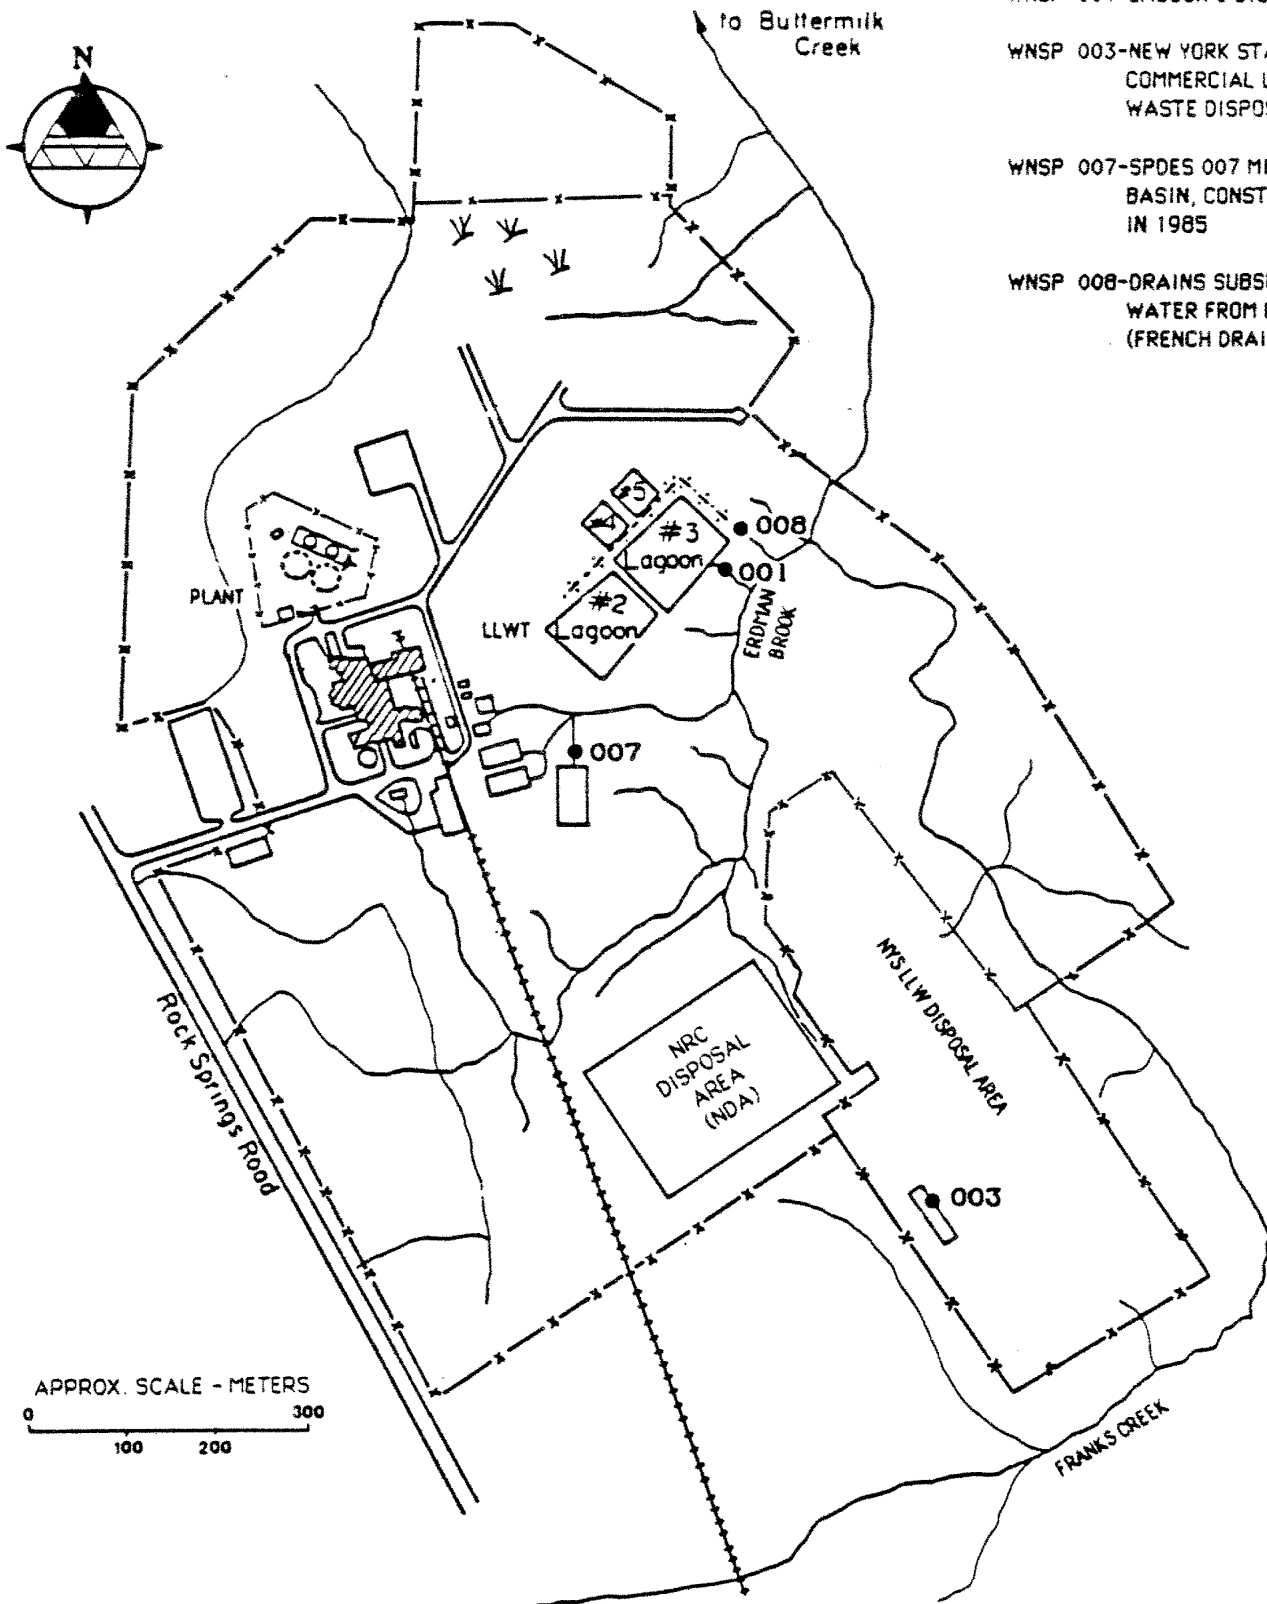 to Buttermilk
Creek
N
WNSP 003-NEW YORK STA
COMMERCIAL L
WASTE DISPOS
WNSP 007-SPDES 007 MI
BASIN, CONST
IN 1985
WNSP 008-DRAINS SUBS
WATER FROM
(FRENCH DRAI
#5
#4
#3
Lagoon
008
001
PLANT
#2
Lagoon
LLWT
ERDMAN
BROOK
007
NYS LLW DISPOSAL AREA
NRC
DISPOSAL
AREA
(NDA)
Rock Springs Road
003
APPROX. SCALE - METERS
0 300
100 200
FRANKS CREEK